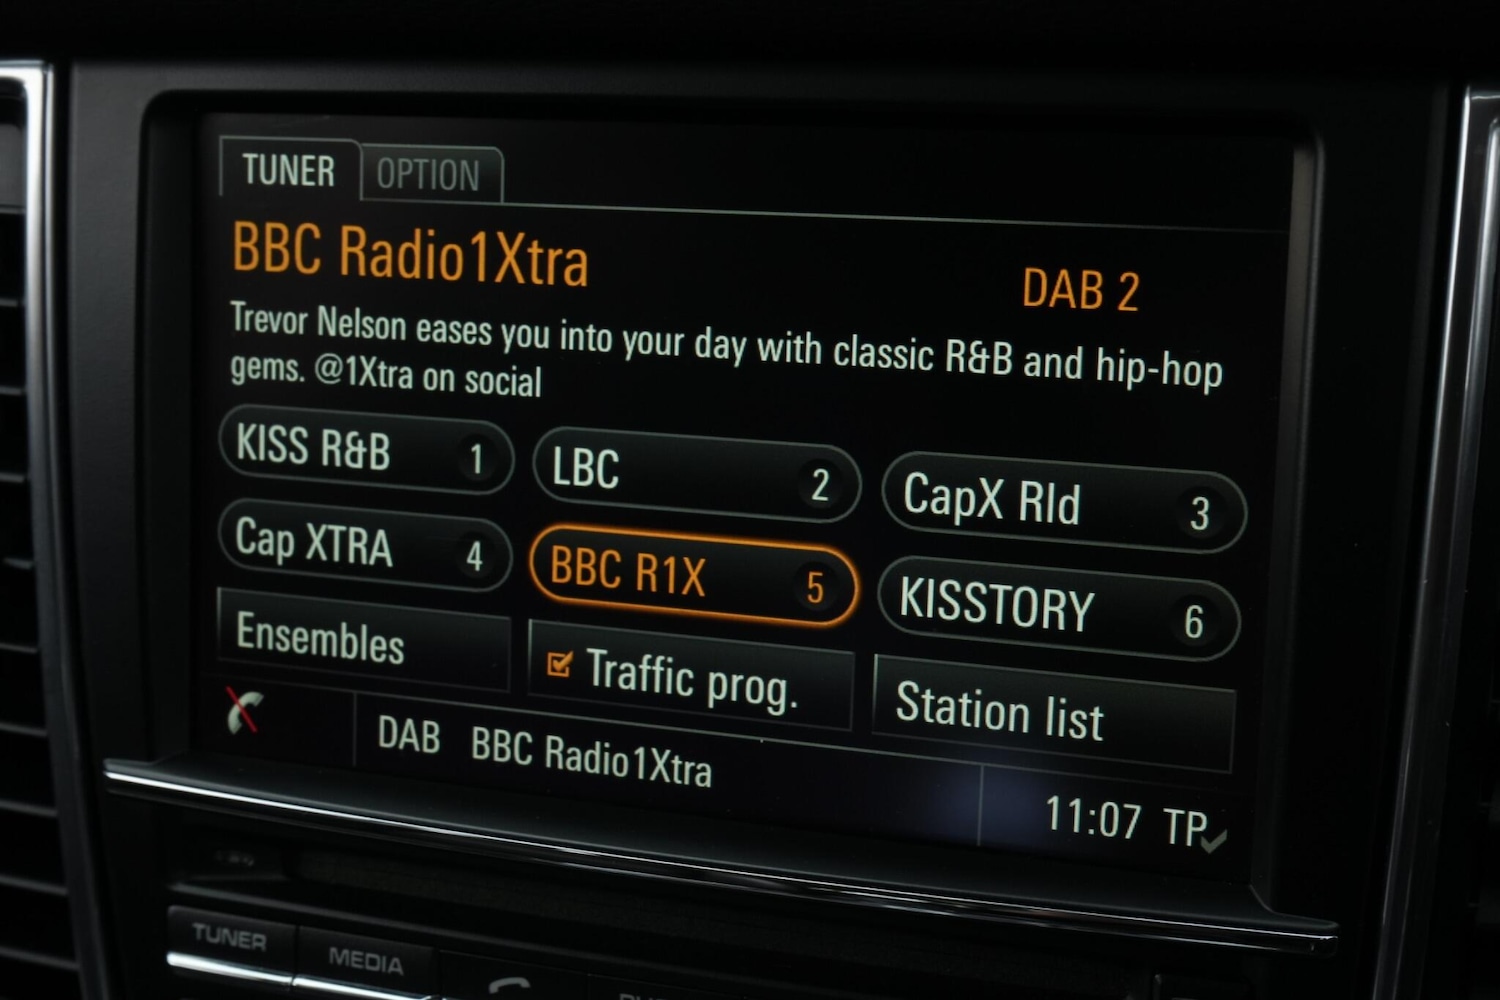 TUNER OPTION
BBC Radio1Xtra DAB 2
Trevor Nelson eases you into your day with classic R&B and hip-hop
gems. @1Xtra on social
KISS R&B 1 LBC 2 CapX Rld 3
Cap XTRA 4 BBC R1X 5 KISSTORY 6
Ensembles Traffic prog. Station list
DAB BBC Radio1Xtra 11:07 TP
TUNER MEDIA